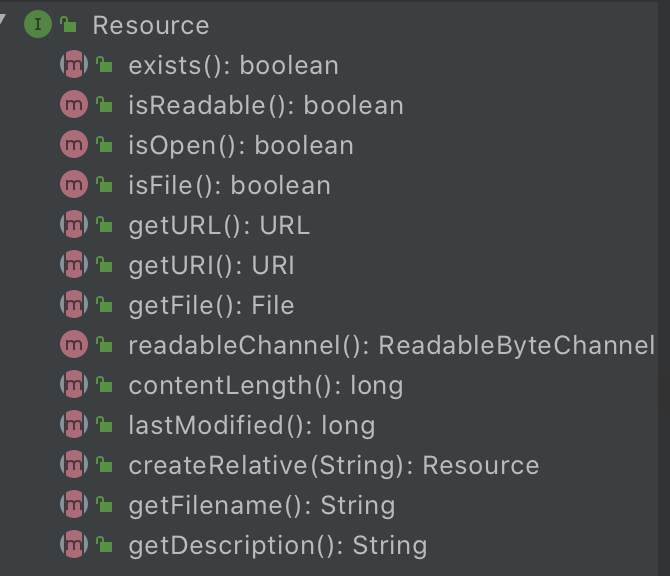 I Resource
m exists(): boolean
m isReadable(): boolean
m isOpen(): boolean
m isFile(): boolean
m getURL(): URL
m getURI(): URI
m getFile(): File
m readableChannel(): ReadableByteChannel
m contentLength(): long
m lastModified(): long
m createRelative(String): Resource
m getFilename(): String
m getDescription(): String